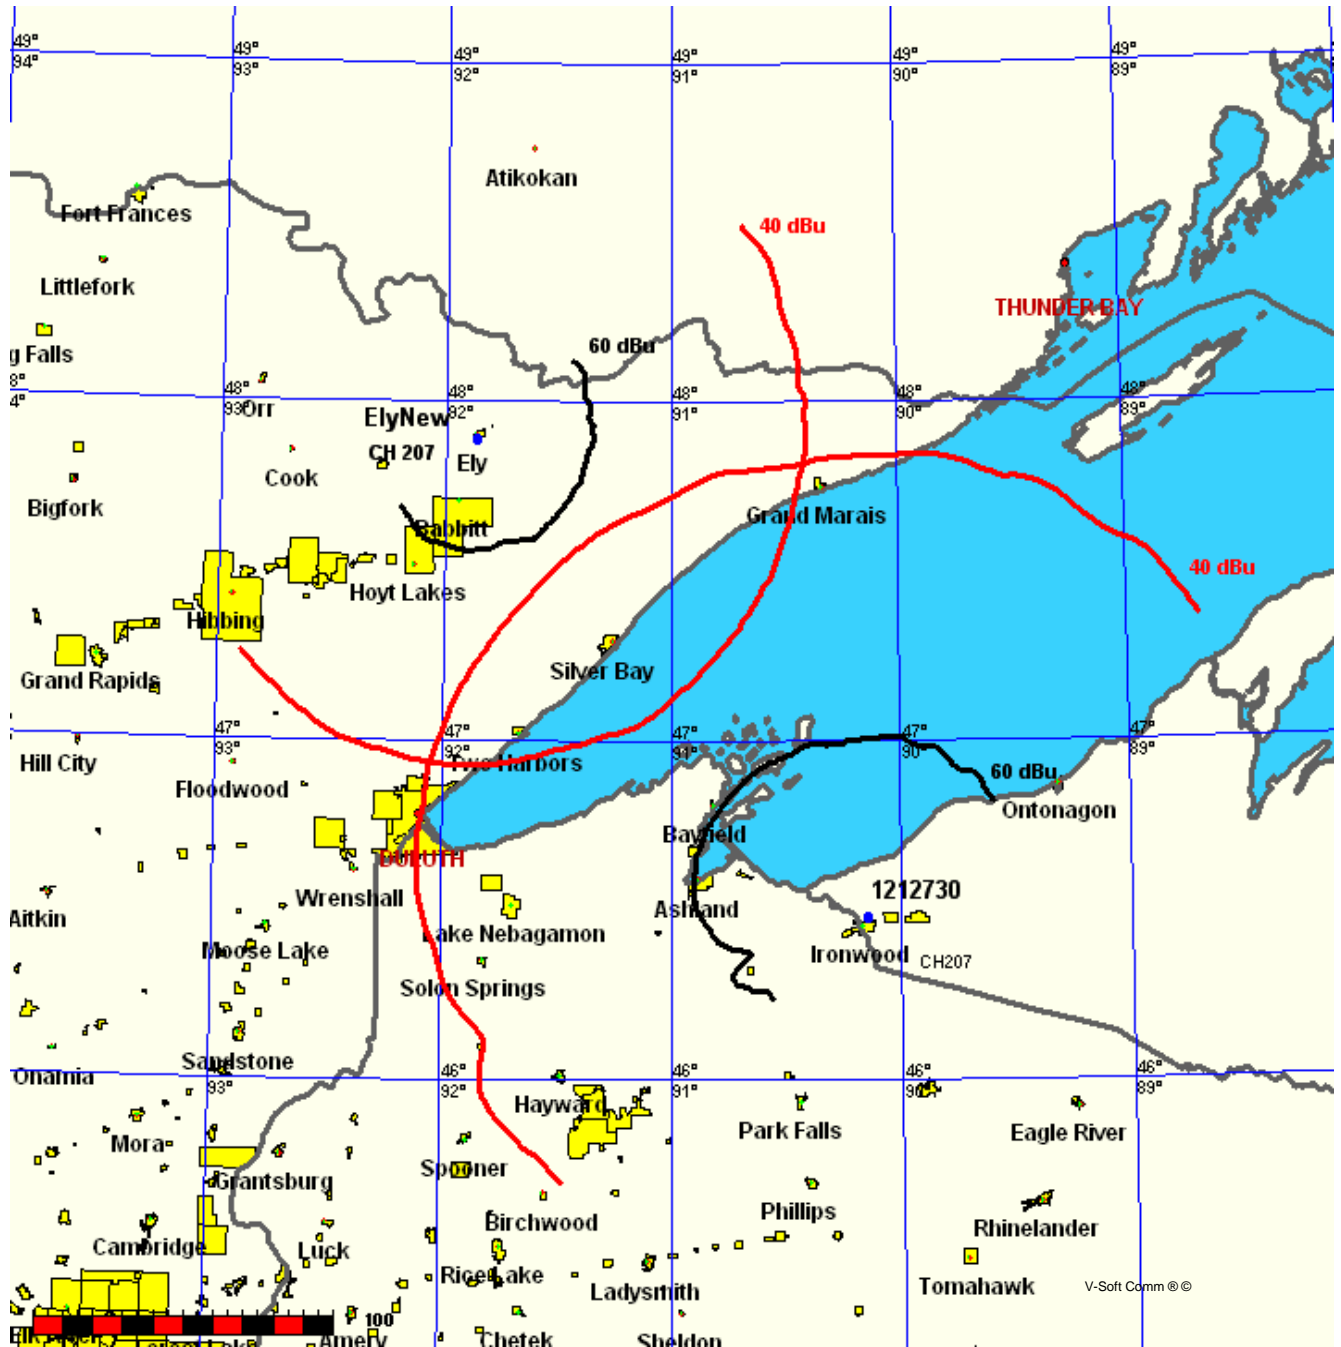 49° 49° 49° 49° 49° 49°
94° 93° 92° 91° 90° 89°
Atikokan
Fort Frances
40 dBu
Littlefork
THUNDER BAY
60 dBu
g Falls
48° 48° 48° 48°
93° 92° 91° 90° 89°
Orr
ElyNew
CH 207
Ely
Cook
Bigfork
Grand Marais
Babbitt
40 dBu
Hoyt Lakes
Hibbing
Silver Bay
Grand Rapids
47° 47° 47° 47° 47°
93° 92° 91° 90° 89°
Hill City
Two Harbors
60 dBu
Floodwood
Ontonagon
Bayfield
DULUTH
Wrenshall
1212730
Ashland
Aitkin
Lake Nebagamon
Moose Lake
Ironwood
CH207
Solon Springs
Sandstone
Onamia
46° 46° 46° 46°
93° 92° 91° 90° 89°
Hayward
Park Falls
Eagle River
Mora
Spooner
Grantsburg
Phillips
Birchwood
Rhinelander
Cambridge
Luck
Rice Lake
Ladysmith
Tomahawk
V-Soft Comm ® ©
100
Amery
Chetek
Sheldon